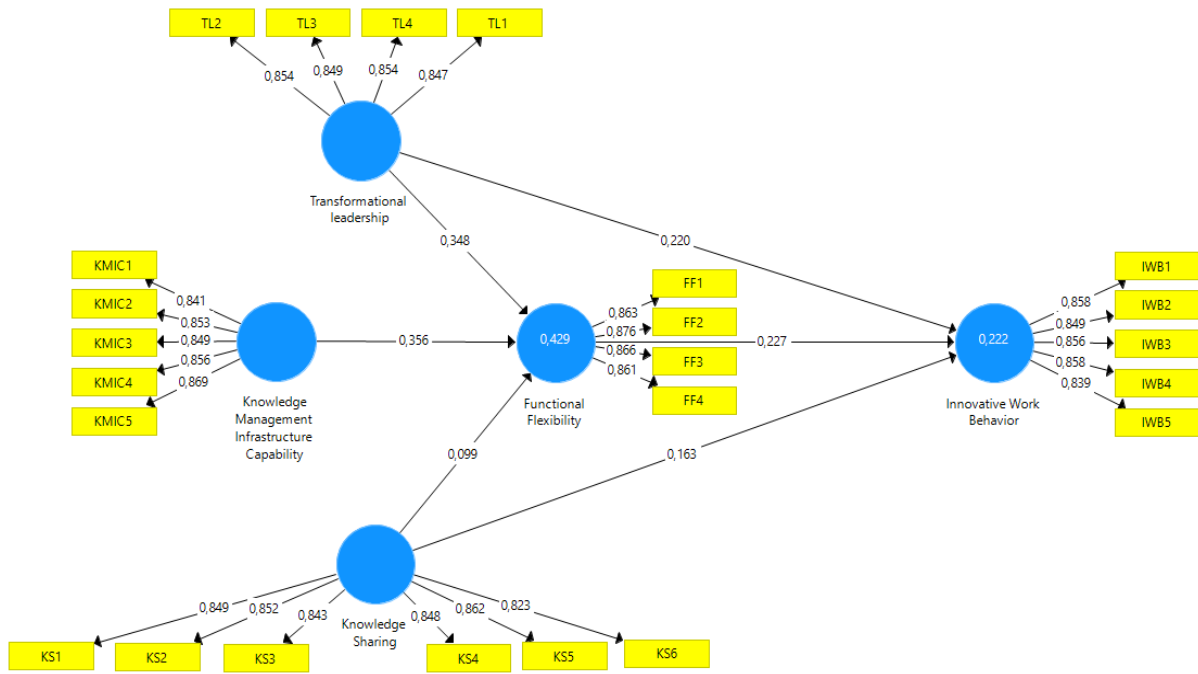 TL2
TL3
TL4
TL1
0,854
0,849
0,854
0,847
Transformational
leadership
0,348
0,220
KMIC1
KMIC2
KMIC3
KMIC4
KMIC5
0,841
0,853
0,849
0,856
0,869
Knowledge
Management
Infrastructure
Capability
0,356
0,429
Functional
Flexibility
0,863
0,876
0,866
0,861
FF1
FF2
FF3
FF4
0,227
0,222
Innovative Work
Behavior
0,858
0,849
0,856
0,858
0,839
IWB1
IWB2
IWB3
IWB4
IWB5
0,099
0,163
Knowledge
Sharing
0,849
0,852
0,843
0,848
0,862
0,823
KS1
KS2
KS3
KS4
KS5
KS6